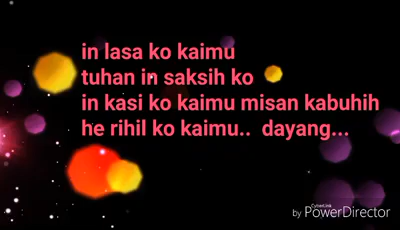 in lasa ko kaimu
tuhan in saksih ko
in kasi ko kaimu misan kabuhih
he rihil ko kaimu.. dayang...
CyberLink
by PowerDirector